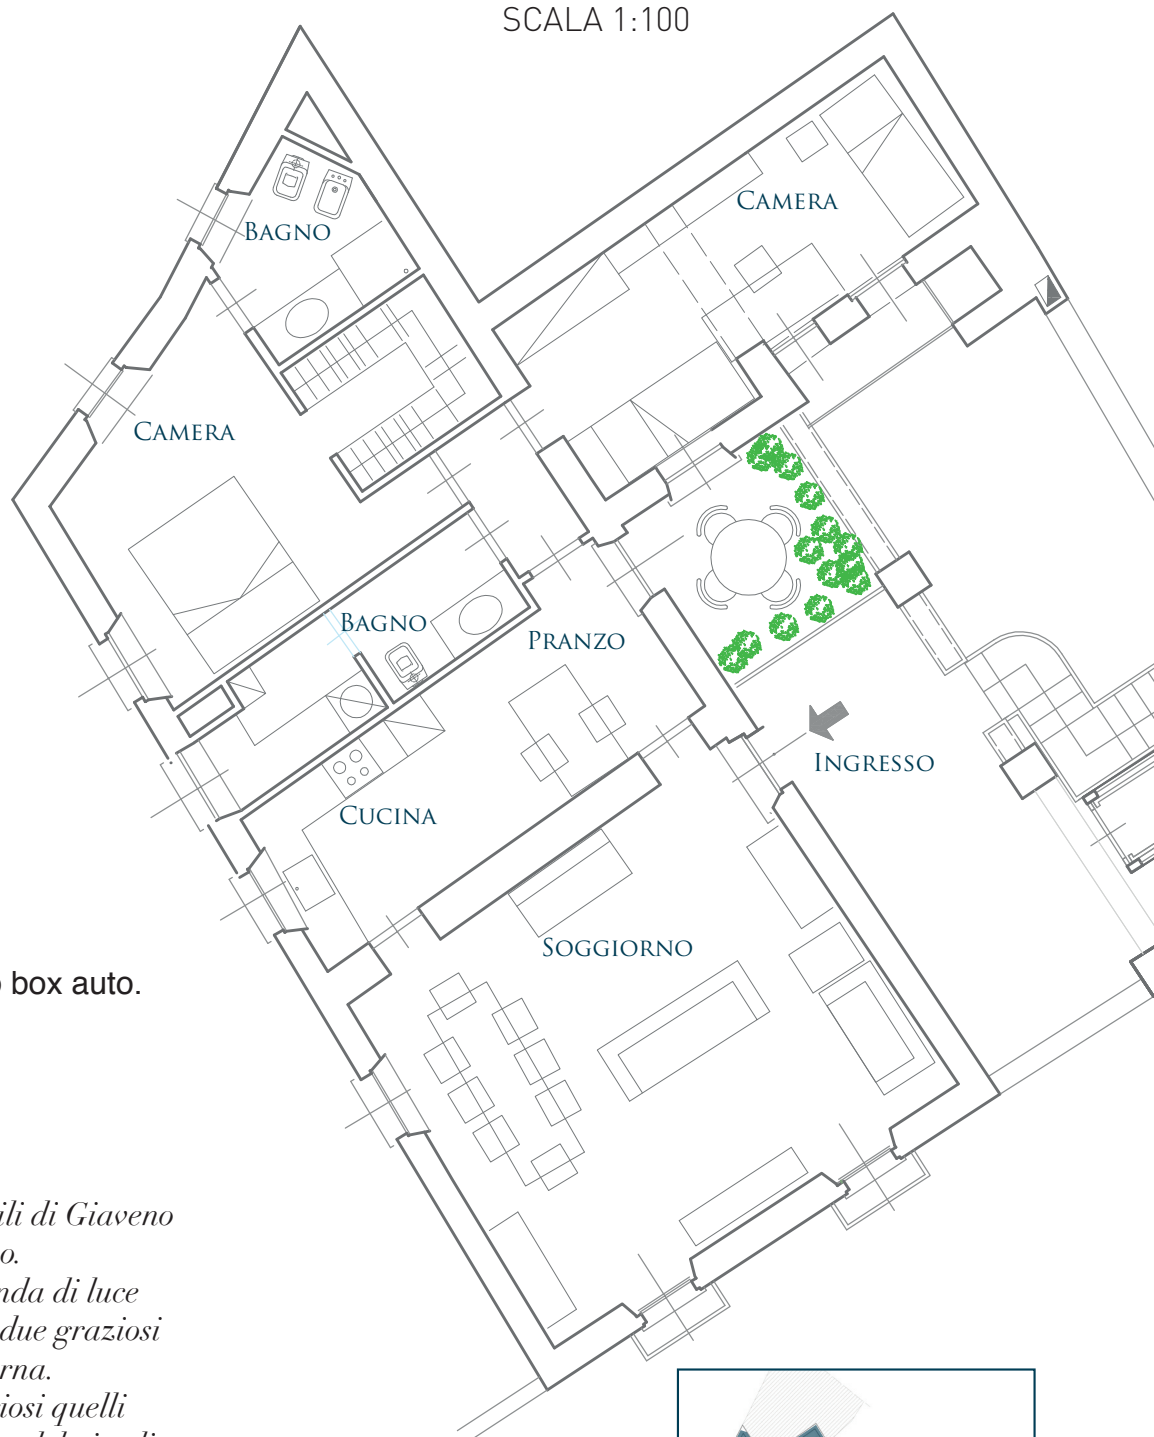 SCALA 1:100
CAMERA
BAGNO
CAMERA
BAGNO
PRANZO
INGRESSO
CUCINA
SOGGIORNO
box auto.
ili di Giaveno
o.
nda di luce
due graziosi
rna.
iosi quelli